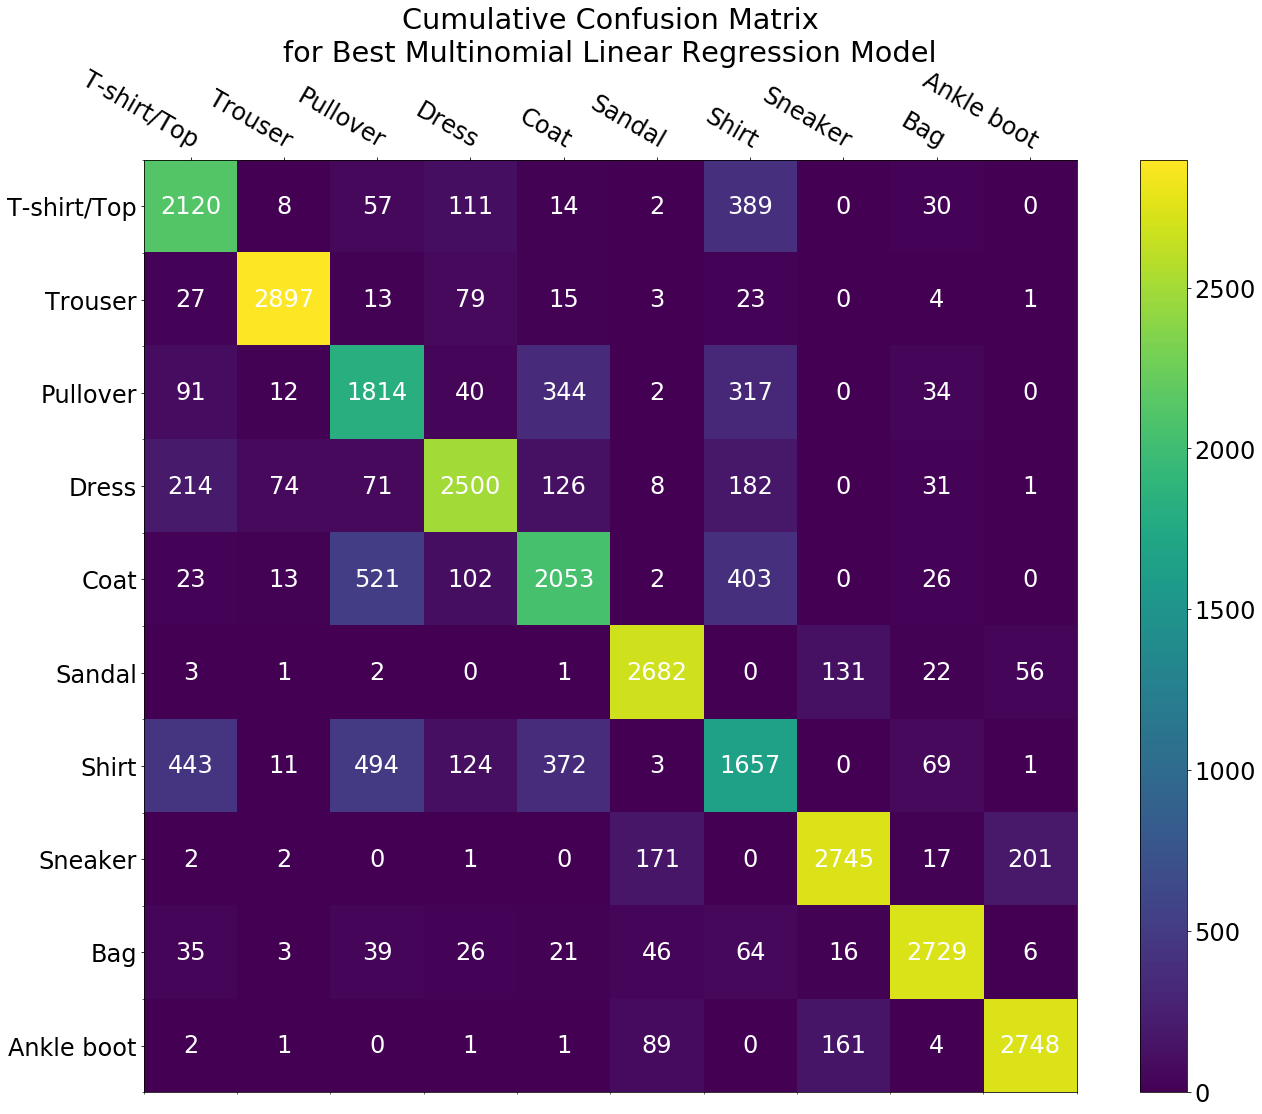 Cumulative Confusion Matrix
for Best Multinomial Linear Regression Model
T-shirt/Top Trouser Pullover Dress Coat Sandal Shirt Sneaker Bag Ankle boot
T-shirt/Top 2120 8 57 111 14 2 389 0 30 0
Trouser 27 2897 13 79 15 3 23 0 4 1
Pullover 91 12 1814 40 344 2 317 0 34 0
Dress 214 74 71 2500 126 8 182 0 31 1
Coat 23 13 521 102 2053 2 403 0 26 0
Sandal 3 1 2 0 1 2682 0 131 22 56
Shirt 443 11 494 124 372 3 1657 0 69 1
Sneaker 2 2 0 1 0 171 0 2745 17 201
Bag 35 3 39 26 21 46 64 16 2729 6
Ankle boot 2 1 0 1 1 89 0 161 4 2748
2500
2000
1500
1000
500
0